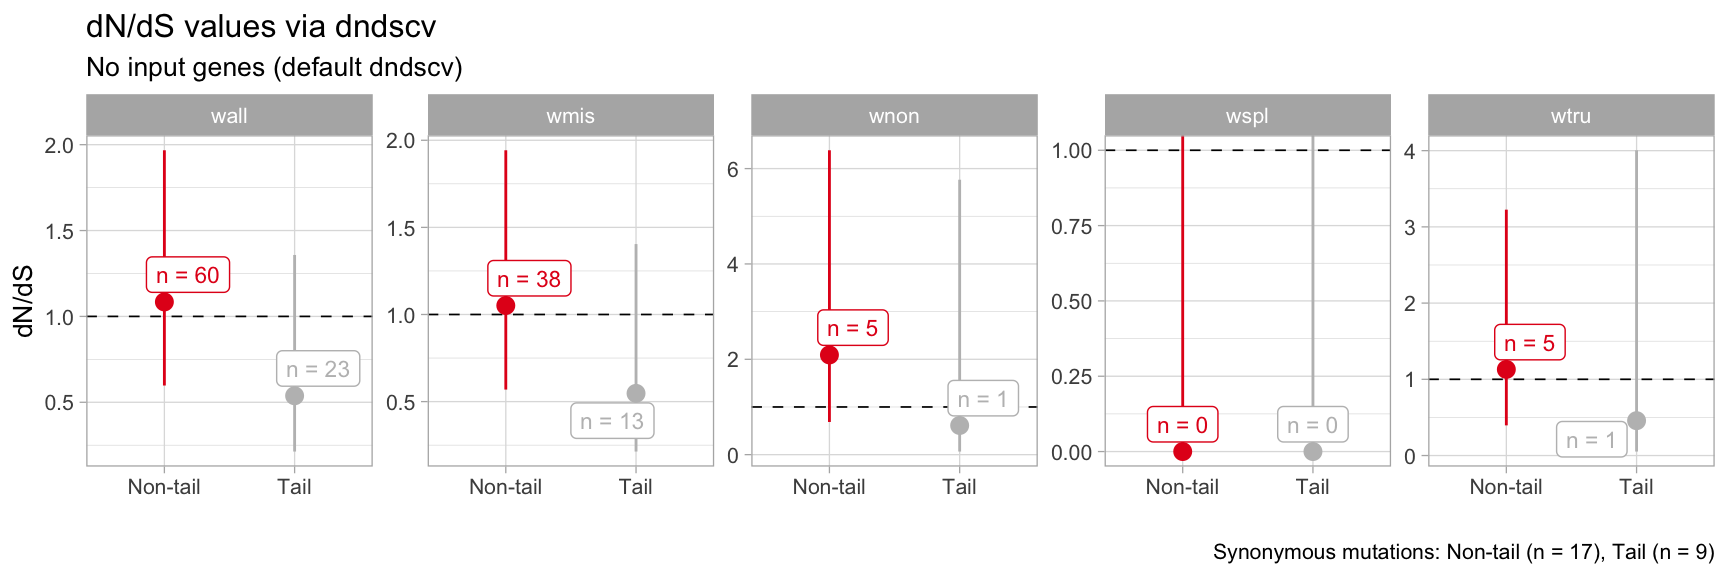 dN/dS values via dndscv
No input genes (default dndscv)
dN/dS
wall
2.0
1.5
1.0
0.5
n = 60
n = 23
Non-tail Tail
wmis
2.0
1.5
1.0
0.5
n = 38
n = 13
Non-tail Tail
wnon
6
4
2
0
n = 5
n = 1
Non-tail Tail
wspl
1.00
0.75
0.50
0.25
0.00
n = 0
n = 0
Non-tail Tail
wtru
4
3
2
1
0
n = 5
n = 1
Non-tail Tail
Synonymous mutations: Non-tail (n = 17), Tail (n = 9)